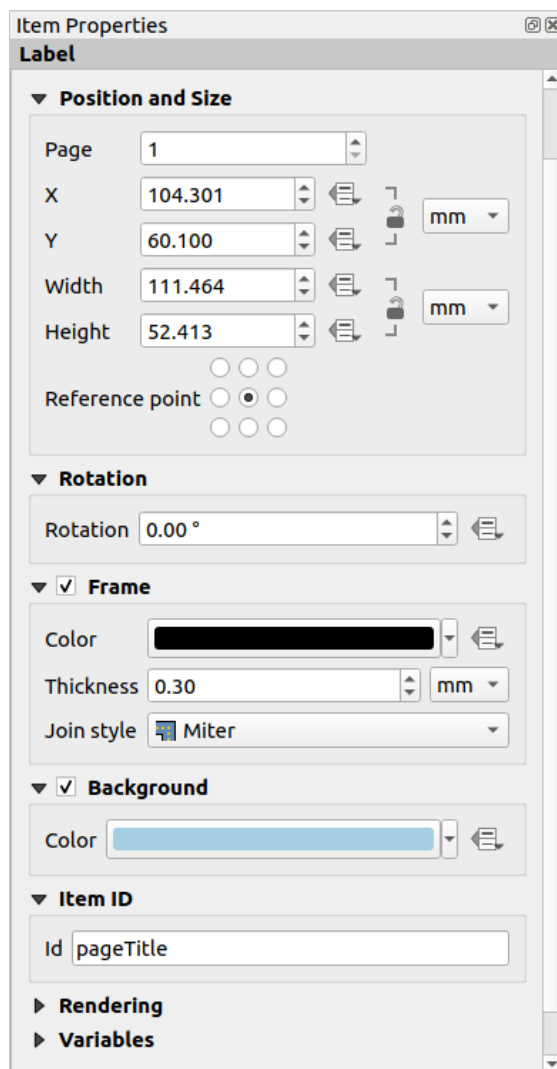 Item Properties
Label
Position and Size
Page 1
X 104.301
mm
Y 60.100
Width 111.464
mm
Height 52.413
Reference point
Rotation
Rotation 0.00 °
Frame
Color
Thickness 0.30 mm
Join style Miter
Background
Color
Item ID
Id pageTitle
Rendering
Variables